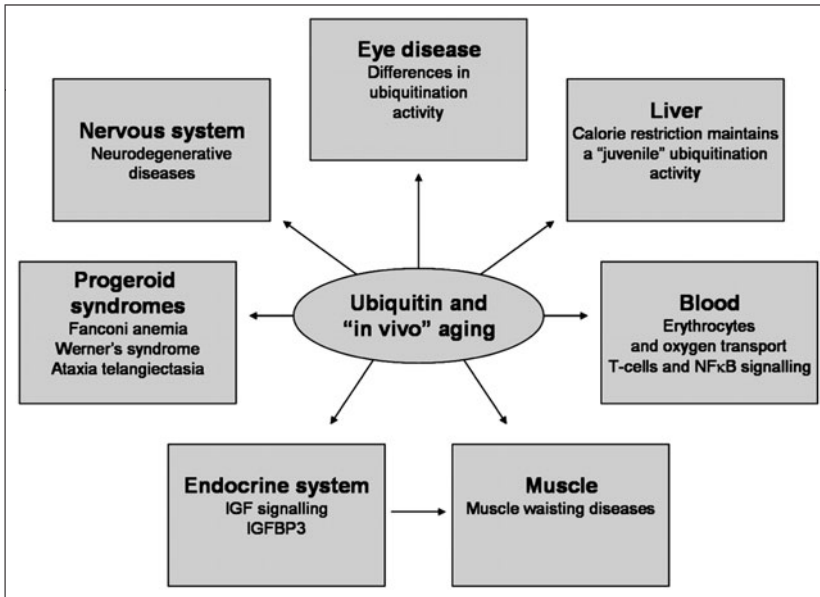 Eye disease
Differences in
ubiquitination
activity
Nervous system
Neurodegenerative
diseases
Liver
Calorie restriction maintains
a “juvenile” ubiquitination
activity
Progeroid
syndromes
Fanconi anemia
Werner’s syndrome
Ataxia telangiectasia
Ubiquitin and
“in vivo” aging
Blood
Erythrocytes
and oxygen transport
T-cells and NFκB signalling
Endocrine system
IGF signalling
IGFBP3
Muscle
Muscle waisting diseases